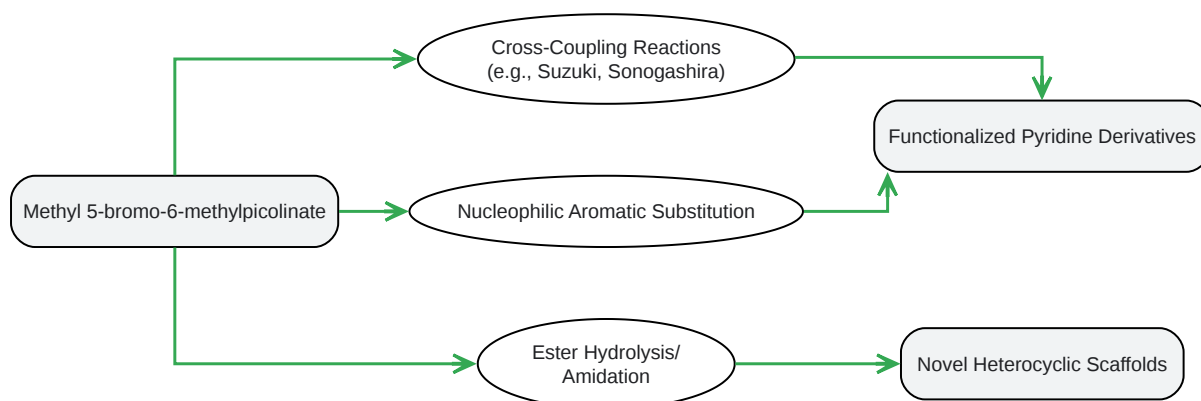 Cross-Coupling Reactions
(e.g., Suzuki, Sonogashira)
Functionalized Pyridine Derivatives
Methyl 5-bromo-6-methylpicolinate
Nucleophilic Aromatic Substitution
Ester Hydrolysis/
Amidation
Novel Heterocyclic Scaffolds